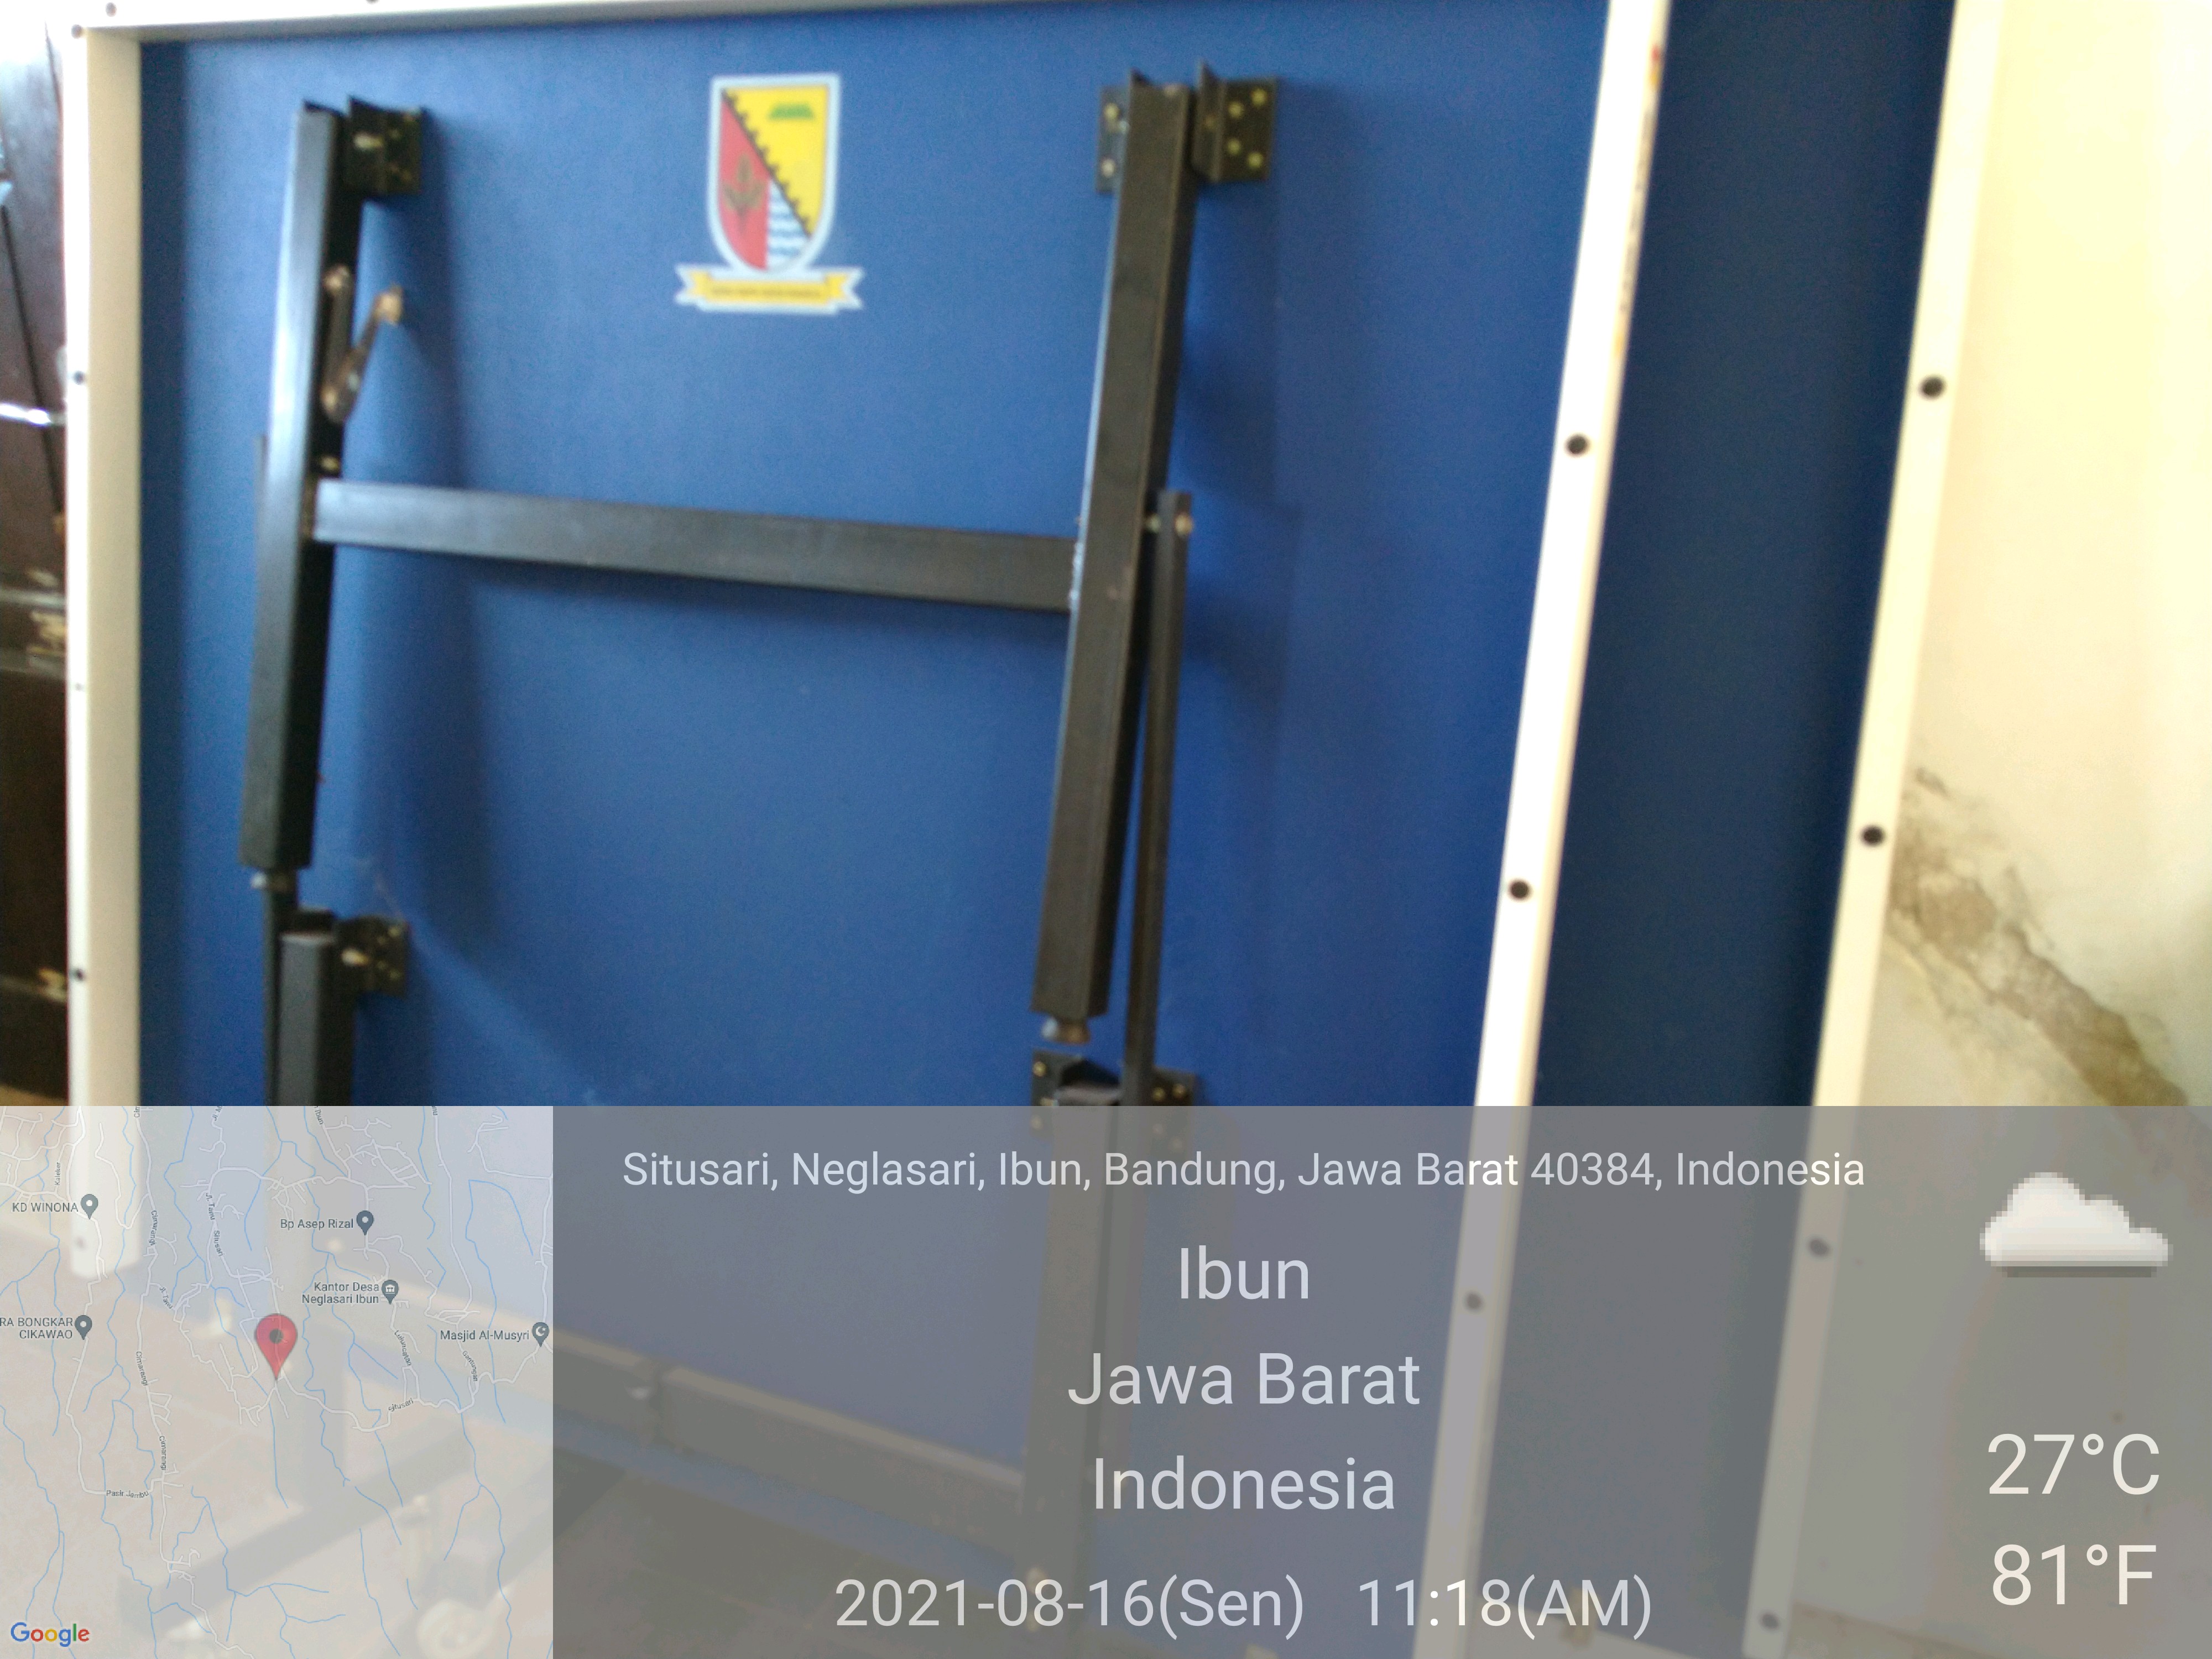 Situsari, Neglasari, Ibun, Bandung, Jawa Barat 40384, Indonesia
Ibun
Jawa Barat
Indonesia
2021-08-16(Sen) 11:18(AM)
27°C
81°F
KD WINONA
Bp Asep Rizal
Kantor Desa
Neglasari Ibun
RA BONGKAR
CIKAWAO
Masjid Al-Musyri
Google